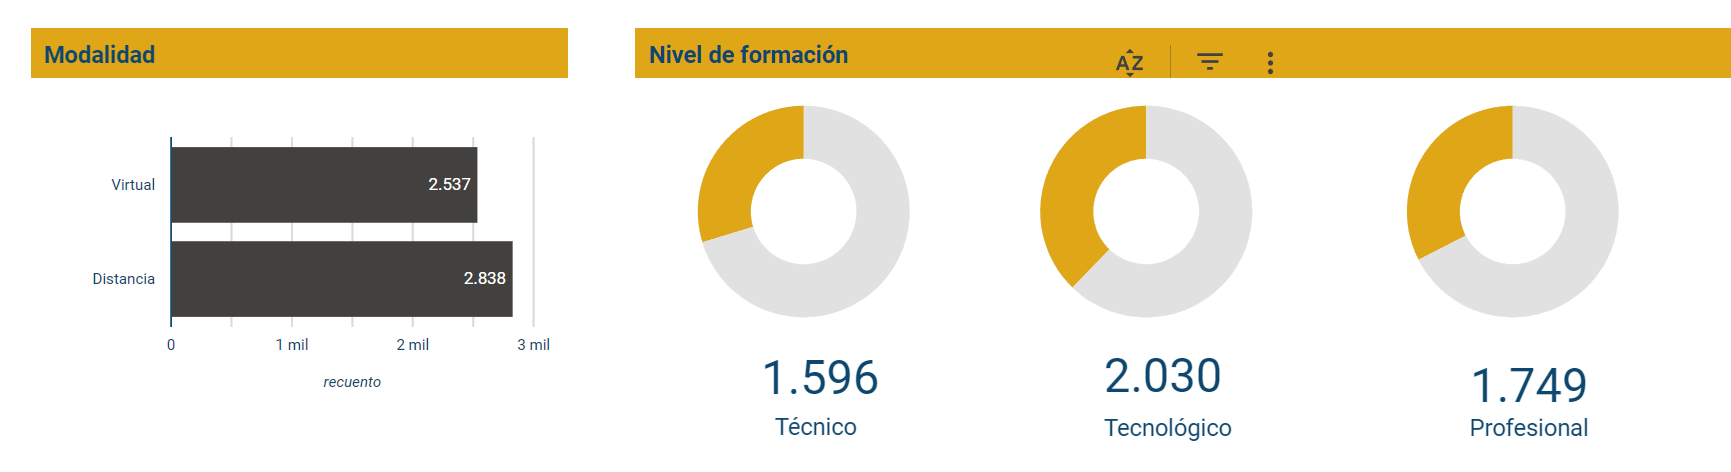 Modalidad
Virtual
2.537
Distancia
2.838
0
1 mil
2 mil
3 mil
recuento
Nivel de formación
AZ
1.596
Técnico
2.030
Tecnológico
1.749
Profesional